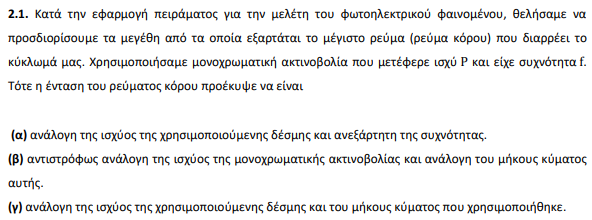 2.1. Κατά την εφαρμογή πειράματος για την μελέτη του φωτοηλεκτρικού φαινομένου, θελήσαμε να
προσδιορίσουμε τα μεγέθη από τα οποία εξαρτάται το μέγιστο ρεύμα (ρεύμα κόρου) που διαρρέει το
κύκλωμά μας. Χρησιμοποιήσαμε μονοχρωματική ακτινοβολία που μετέφερε ισχύ P και είχε συχνότητα f.
Τότε η ένταση του ρεύματος κόρου προέκυψε να είναι
(α) ανάλογη της ισχύος της χρησιμοποιούμενης δέσμης και ανεξάρτητη της συχνότητας.
(β) αντιστρόφως ανάλογη της ισχύος της μονοχρωματικής ακτινοβολίας και ανάλογη του μήκους κύματος
αυτής.
(γ) ανάλογη της ισχύος της χρησιμοποιούμενης δέσμης και του μήκους κύματος που χρησιμοποιήθηκε.